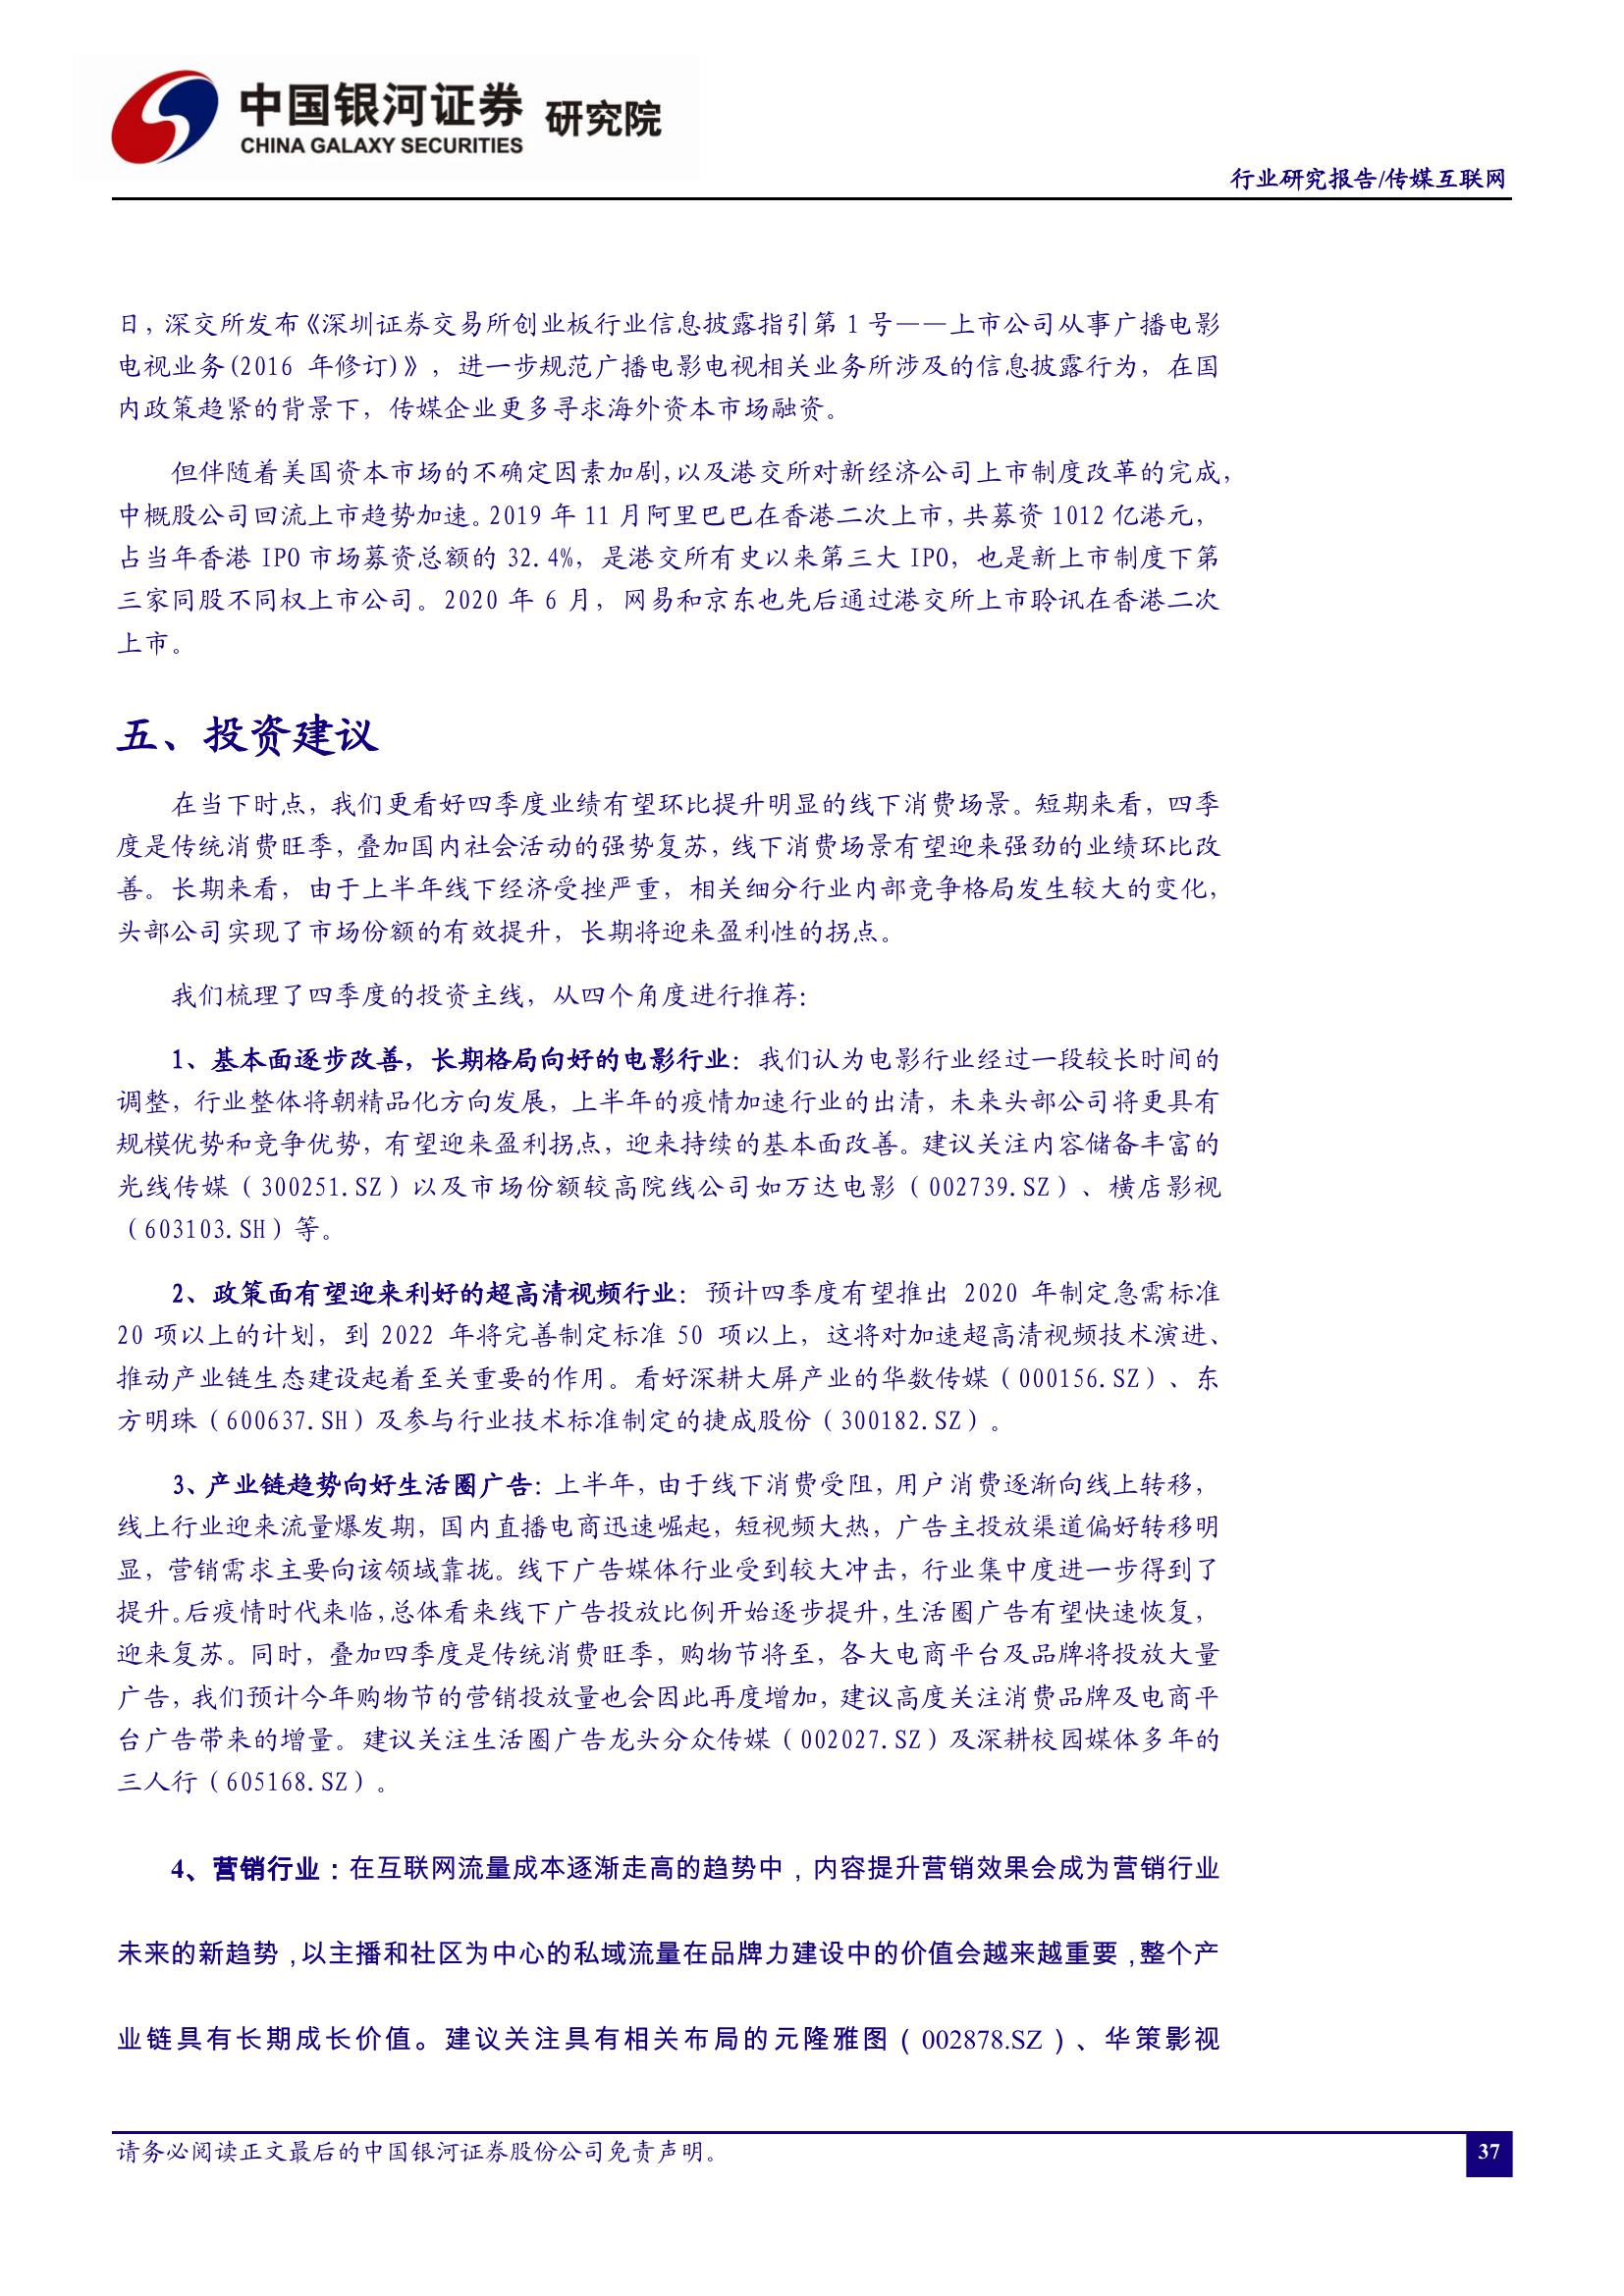 中国银河证券 研究院
CHINA GALAXY SECURITIES
行业研究报告/传媒互联网
日，深交所发布《深圳证券交易所创业板行业信息披露指引第 1 号——上市公司从事广播电影
电视业务(2016 年修订)》，进一步规范广播电影电视相关业务所涉及的信息披露行为，在国
内政策趋紧的背景下，传媒企业更多寻求海外资本市场融资。
但伴随着美国资本市场的不确定因素加剧，以及港交所对新经济公司上市制度改革的完成，
中概股公司回流上市趋势加速。2019 年 11 月阿里巴巴在香港二次上市，共募资 1012 亿港元，
占当年香港 IPO 市场募资总额的 32.4%，是港交所有史以来第三大 IPO，也是新上市制度下第
三家同股不同权上市公司。2020 年 6 月，网易和京东也先后通过港交所上市聆讯在香港二次
上市。
五、投资建议
在当下时点，我们更看好四季度业绩有望环比提升明显的线下消费场景。短期来看，四季
度是传统消费旺季，叠加国内社会活动的强势复苏，线下消费场景有望迎来强劲的业绩环比改
善。长期来看，由于上半年线下经济受挫严重，相关细分行业内部竞争格局发生较大的变化，
头部公司实现了市场份额的有效提升，长期将迎来盈利性的拐点。
我们梳理了四季度的投资主线，从四个角度进行推荐：
1、基本面逐步改善，长期格局向好的电影行业：我们认为电影行业经过一段较长时间的
调整，行业整体将朝精品化方向发展，上半年的疫情加速行业的出清，未来头部公司将更具有
规模优势和竞争优势，有望迎来盈利拐点，迎来持续的基本面改善。建议关注内容储备丰富的
光线传媒（300251.SZ）以及市场份额较高院线公司如万达电影（002739.SZ）、横店影视
（603103.SH）等。
2、政策面有望迎来利好的超高清视频行业：预计四季度有望推出 2020 年制定急需标准
20 项以上的计划，到 2022 年将完善制定标准 50 项以上，这将对加速超高清视频技术演进、
推动产业链生态建设起着至关重要的作用。看好深耕大屏产业的华数传媒（000156.SZ）、东
方明珠（600637.SH）及参与行业技术标准制定的捷成股份（300182.SZ）。
3、产业链趋势向好生活圈广告：上半年，由于线下消费受阻，用户消费逐渐向线上转移，
线上行业迎来流量爆发期，国内直播电商迅速崛起，短视频大热，广告主投放渠道偏好转移明
显，营销需求主要向该领域靠拢。线下广告媒体行业受到较大冲击，行业集中度进一步得到了
提升。后疫情时代来临，总体看来线下广告投放比例开始逐步提升，生活圈广告有望快速恢复，
迎来复苏。同时，叠加四季度是传统消费旺季，购物节将至，各大电商平台及品牌将投放大量
广告，我们预计今年购物节的营销投放量也会因此再度增加，建议高度关注消费品牌及电商平
台广告带来的增量。建议关注生活圈广告龙头分众传媒（002027.SZ）及深耕校园媒体多年的
三人行（605168.SZ）。
4、营销行业：在互联网流量成本逐渐走高的趋势中，内容提升营销效果会成为营销行业
未来的新趋势，以主播和社区为中心的私域流量在品牌力建设中的价值会越来越重要，整个产
业链具有长期成长价值。建议关注具有相关布局的元隆雅图（002878.SZ）、华策影视
请务必阅读正文最后的中国银河证券股份公司免责声明。
37